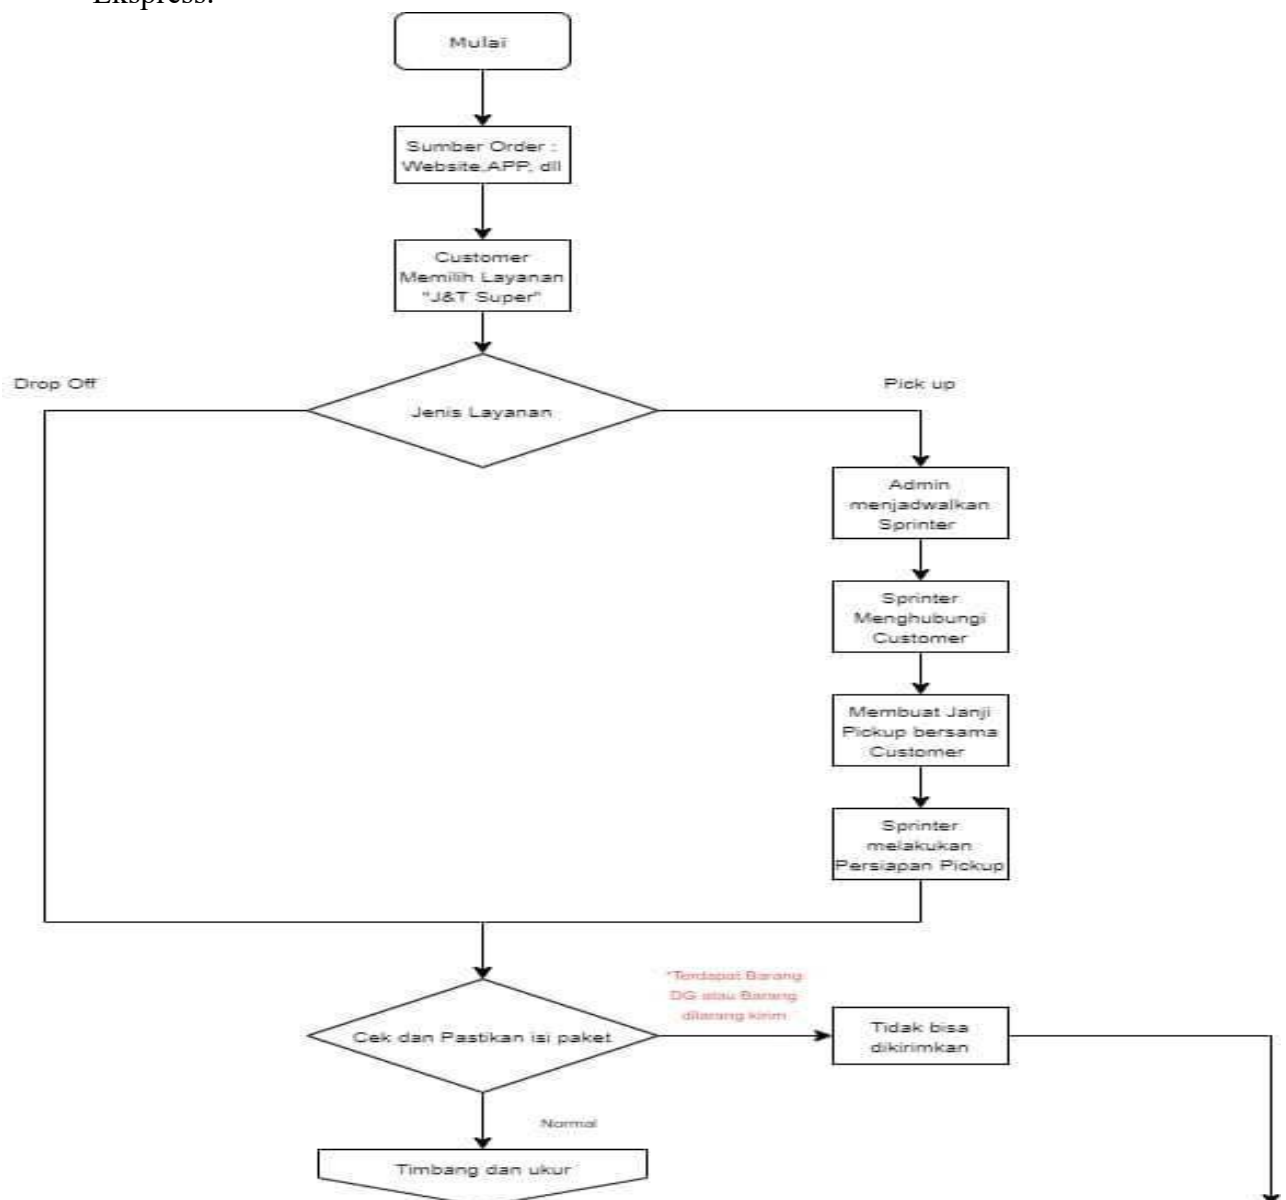 Ekspress.
Mulai
Sumber Order :
Website,APP, dll
Customer
Memilih Layanan
"J&T Super"
Drop Off
Jenis Layanan
Pick up
Admin
menjadwalkan
Sprinter
Sprinter
Menghubungi
Customer
Membuat Janji
Pickup bersama
Customer
Sprinter
melakukan
Persiapan Pickup
*Terdapat Barang
DG atau Barang
dilarang kirim
Cek dan Pastikan isi paket
Tidak bisa
dikirimkan
Normal
Timbang dan ukur